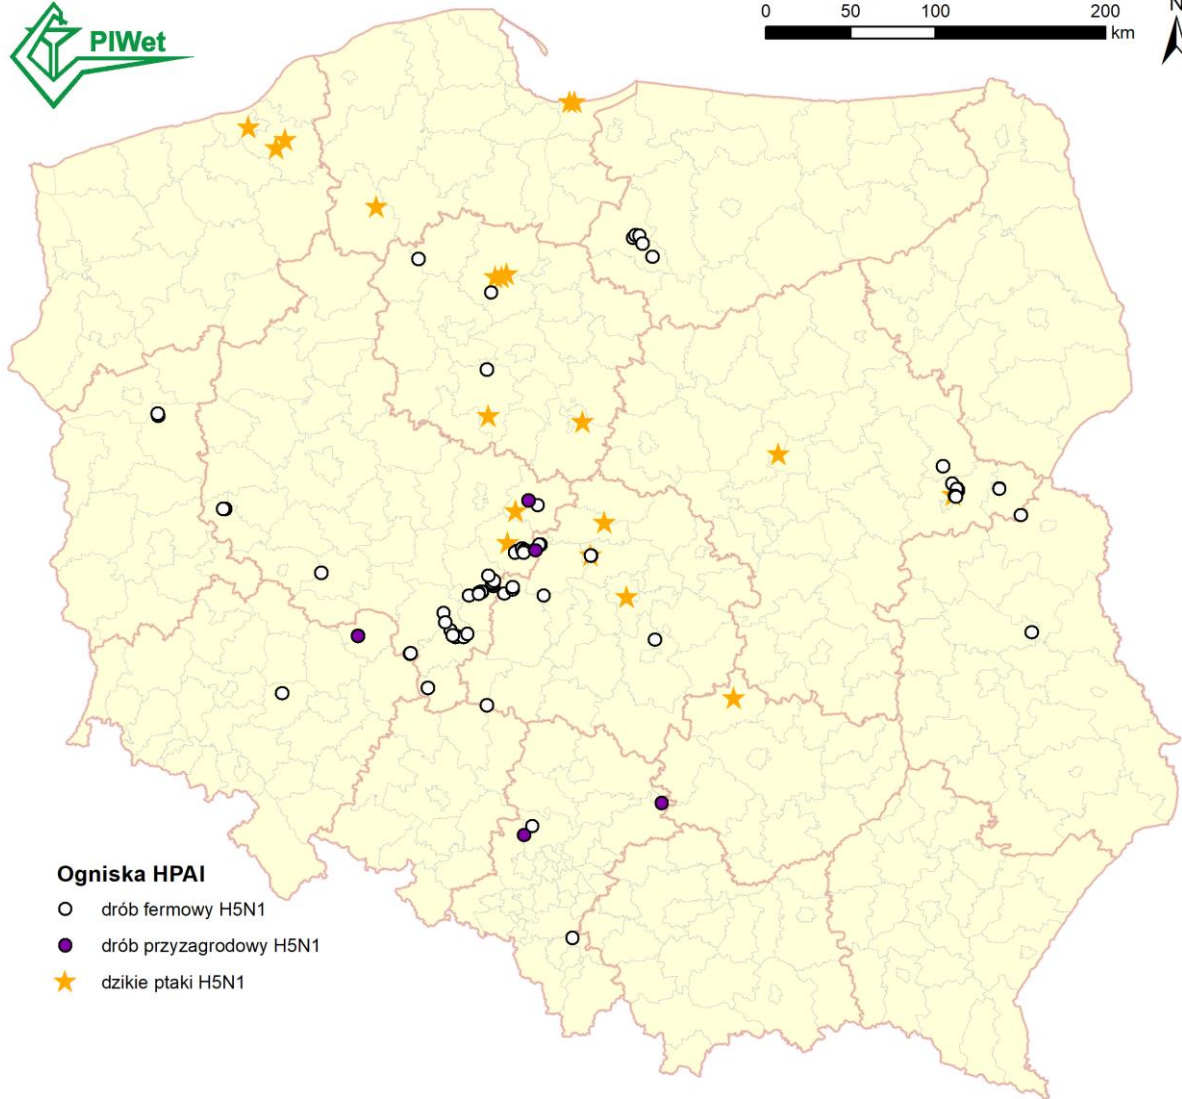 PIWet
0 50 100 200
km
N
Ogniska HPAI
drób fermowy H5N1
drób przyzagrodowy H5N1
dzikie ptaki H5N1